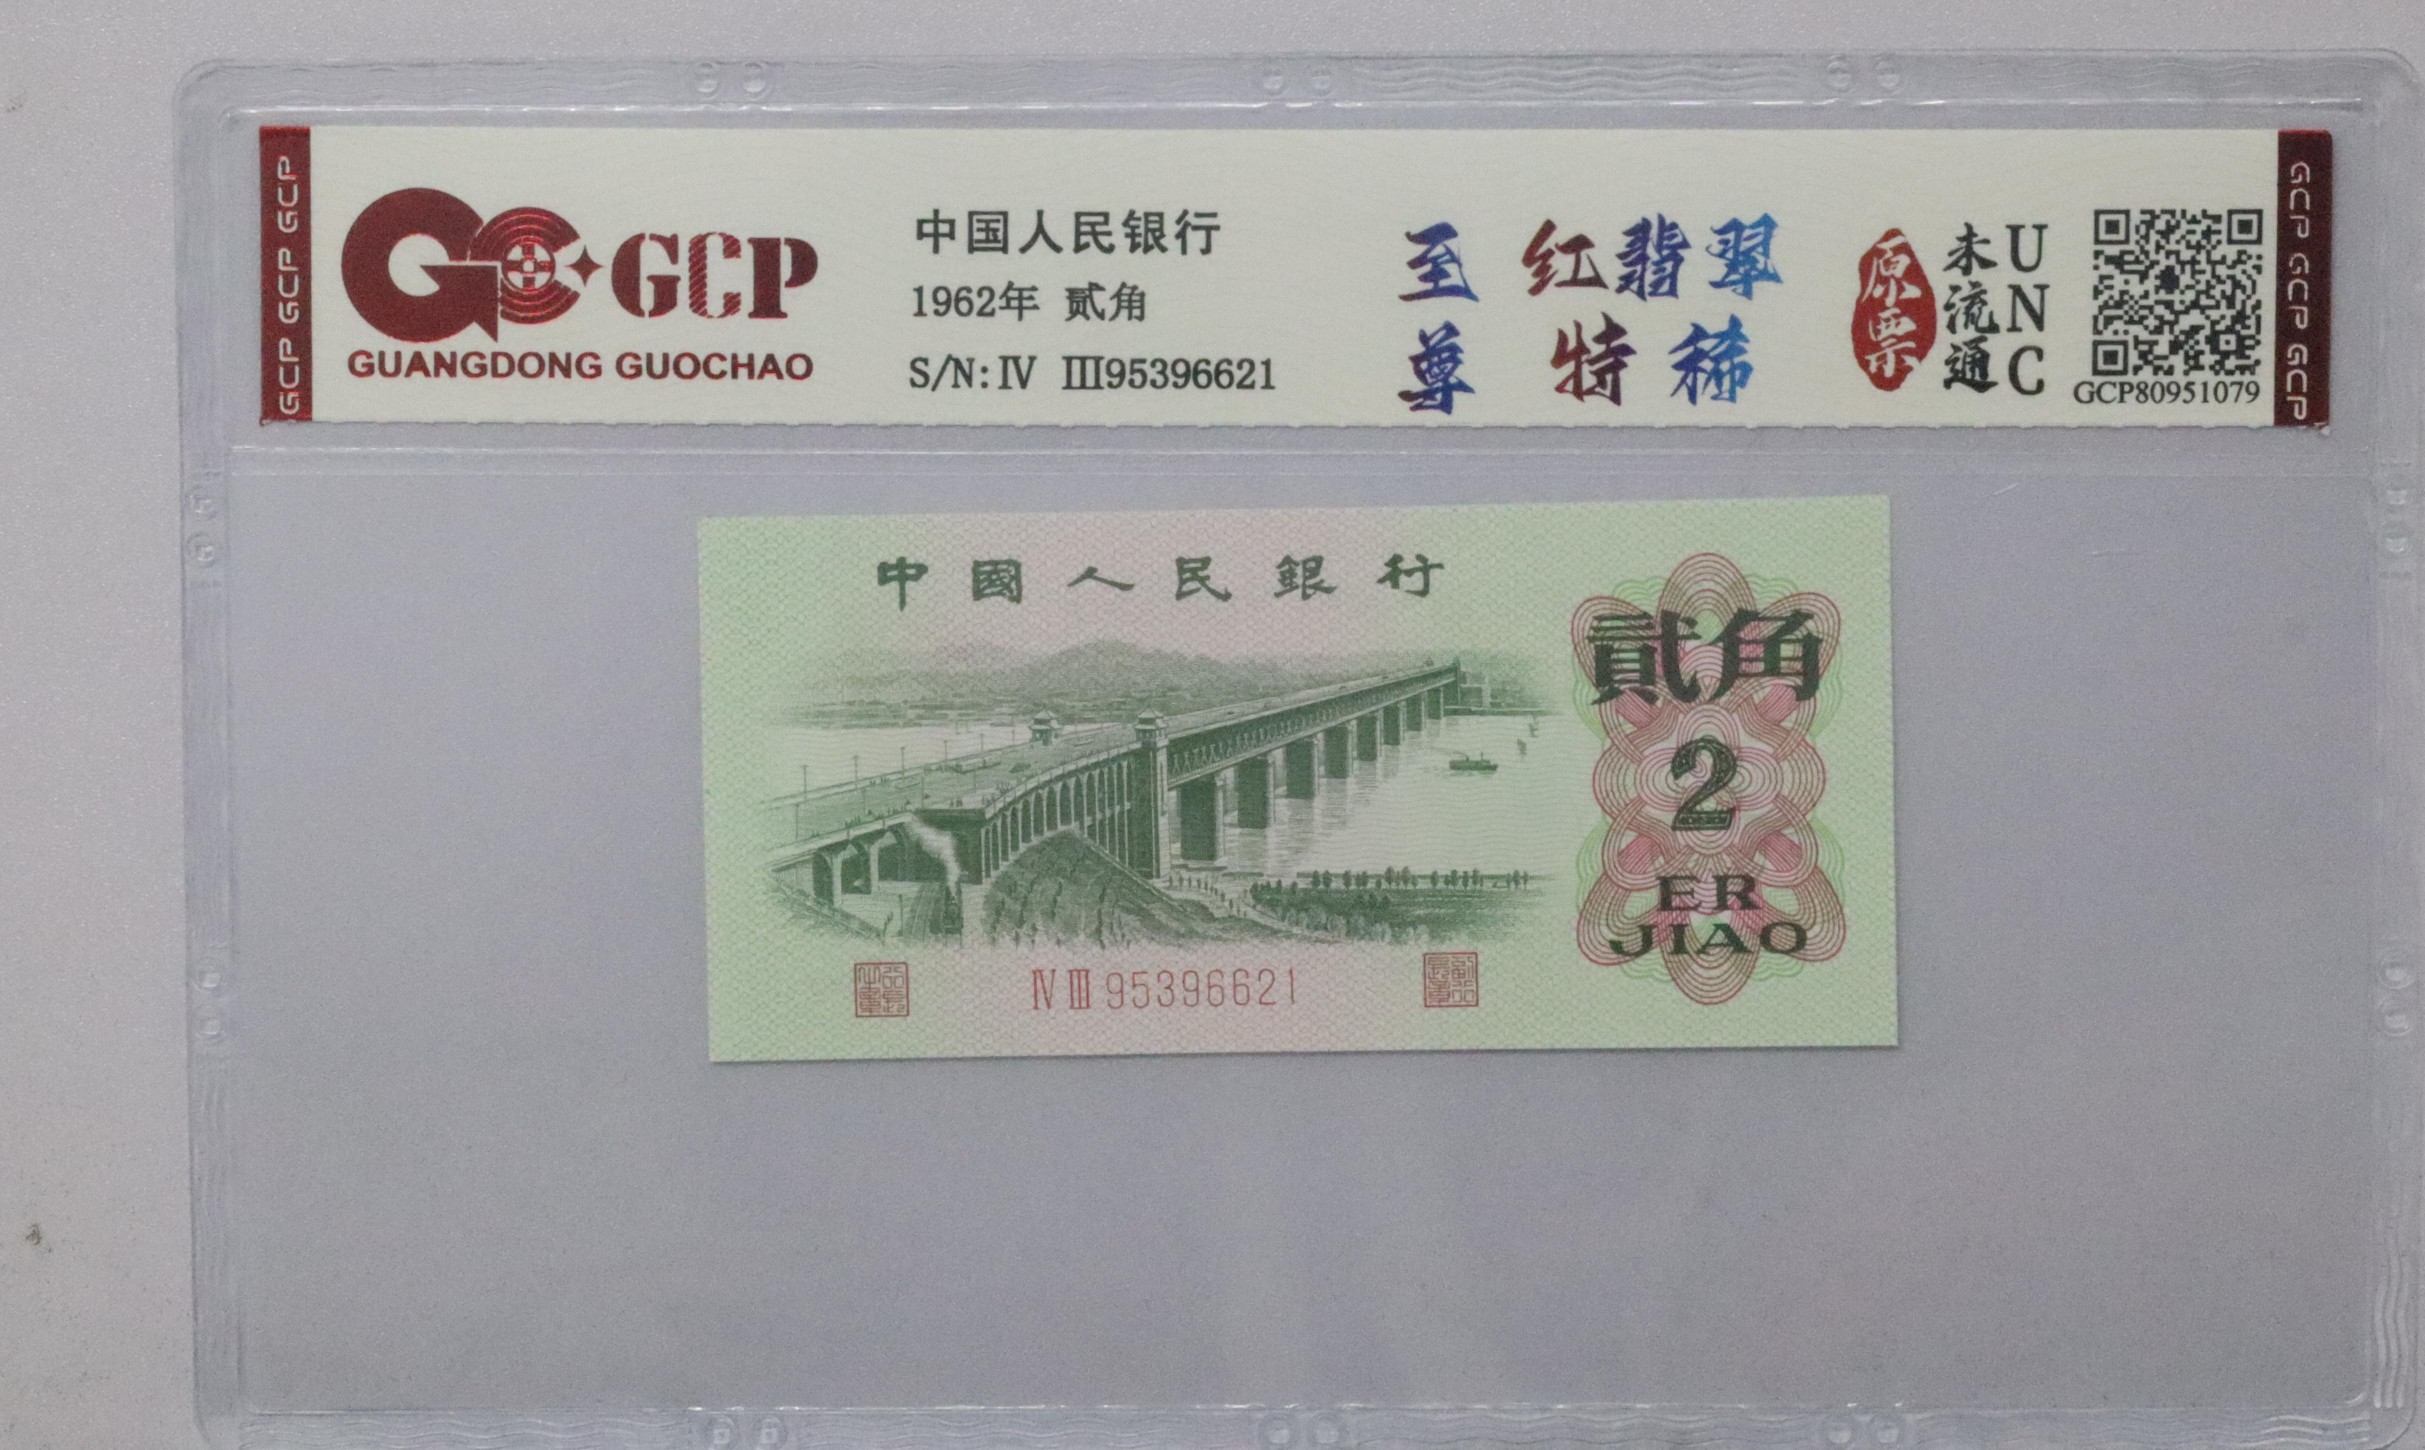 GCP GCP GCP
GCP
GUANGDONG GUOCHAO
中国人民银行
1962年 贰角
S/N: IV III95396621
至尊
红翡翠
特稀
原票
未流通
UNC
GCP80951079
GCP GCP GCP
中國人民銀行
貳角
2
ER
JIAO
IV III 95396621